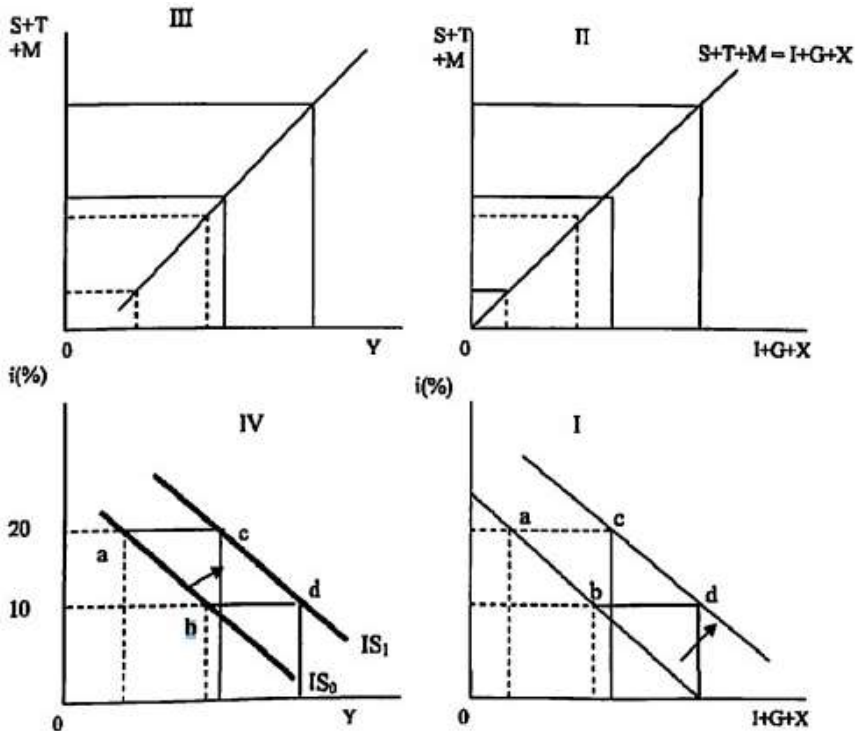 S+T
+M
III
0
Y
S+T
+M
II
S+T+M = I+G+X
0
I+G+X
i(%)
IV
20
10
a
b
c
d
IS₁
IS₀
0
Y
i(%)
I
a
b
c
d
0
I+G+X